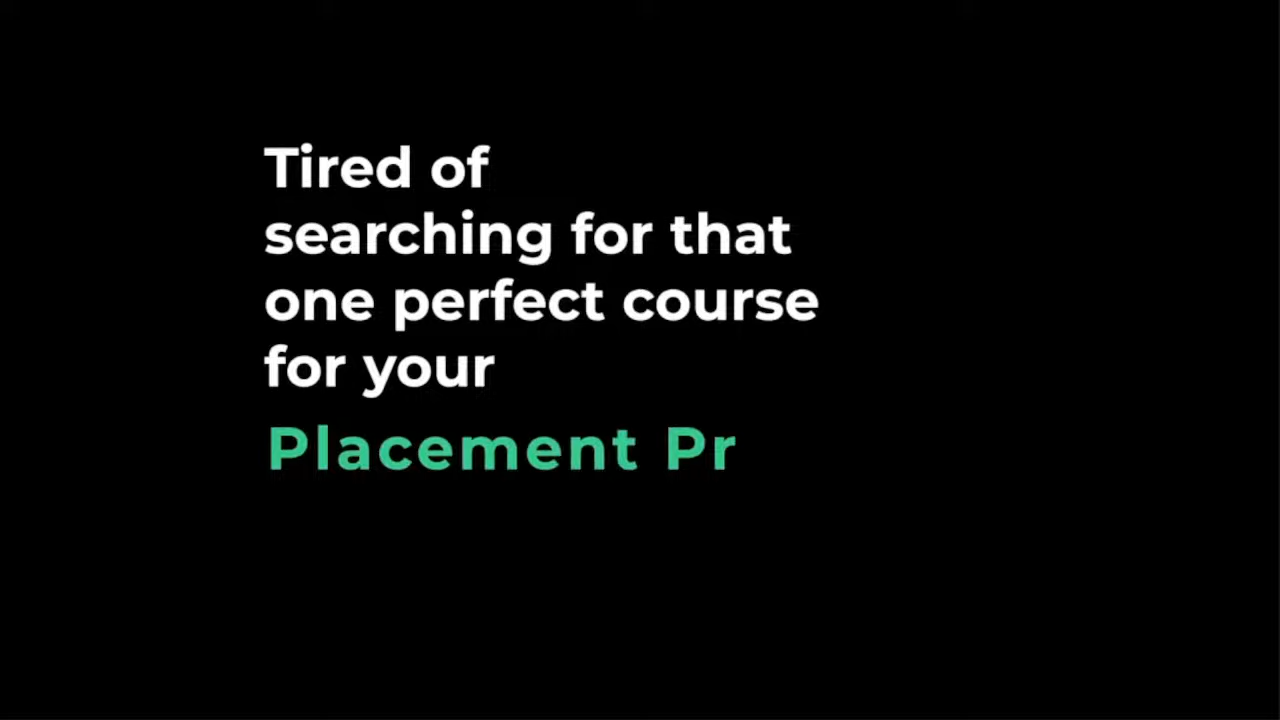 Tired of
searching for that
one perfect course
for your
Placement Pr